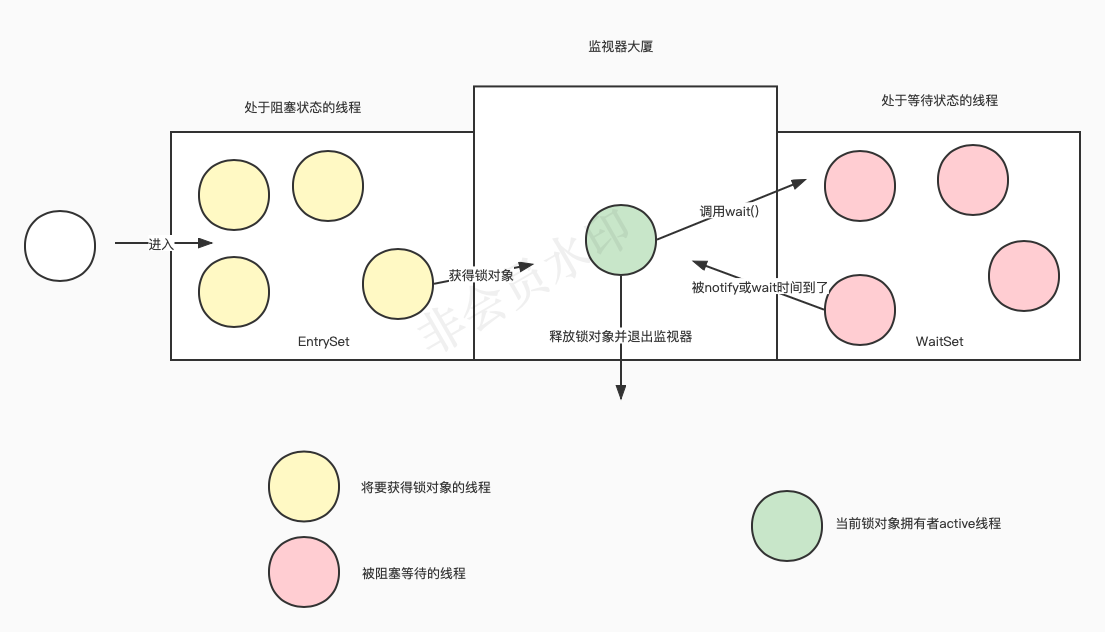 监视器大厦
处于阻塞状态的线程
处于等待状态的线程
进入
获得锁对象
调用wait()
被notify或wait时间到了
释放锁对象并退出监视器
EntrySet
WaitSet
非会员水印
将要获得锁对象的线程
当前锁对象拥有者active线程
被阻塞等待的线程